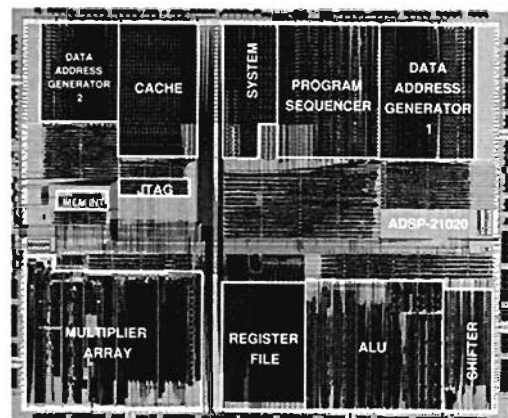 DATA
ADDRESS
GENERATOR
2
CACHE
SYSTEM
PROGRAM
SEQUENCER
DATA
ADDRESS
GENERATOR
1
JTAG
MEM INT
ADSP-21020
MULTIPLIER
ARRAY
REGISTER
FILE
ALU
SHIFTER